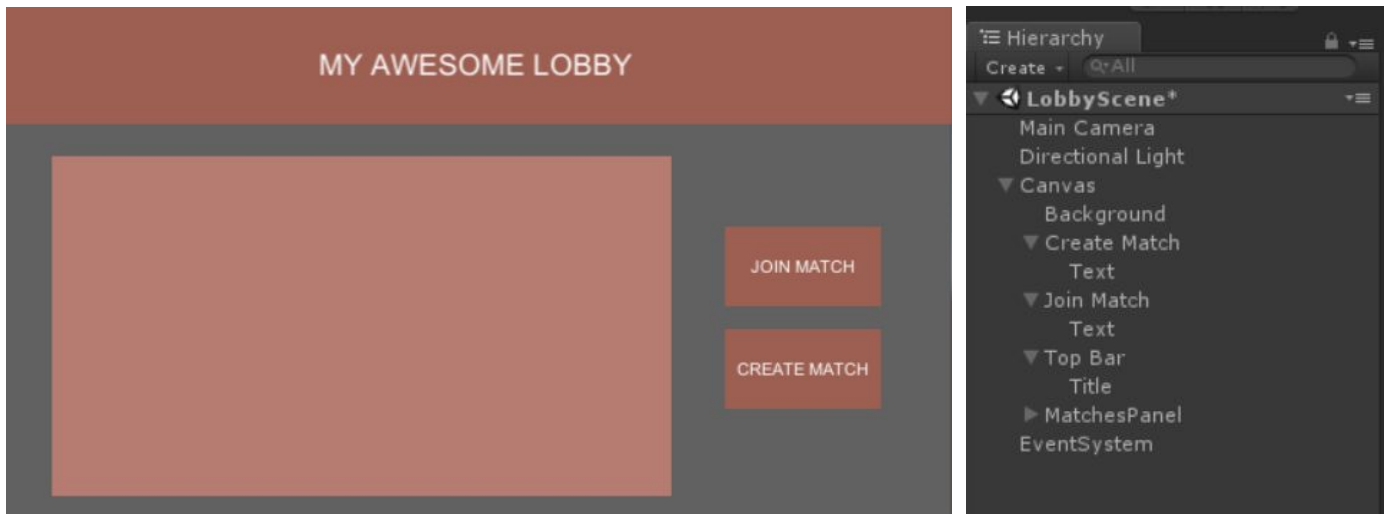 MY AWESOME LOBBY
JOIN MATCH
CREATE MATCH
Hierarchy
Create
All
LobbyScene*
Main Camera
Directional Light
Canvas
Background
Create Match
Text
Join Match
Text
Top Bar
Title
MatchesPanel
EventSystem